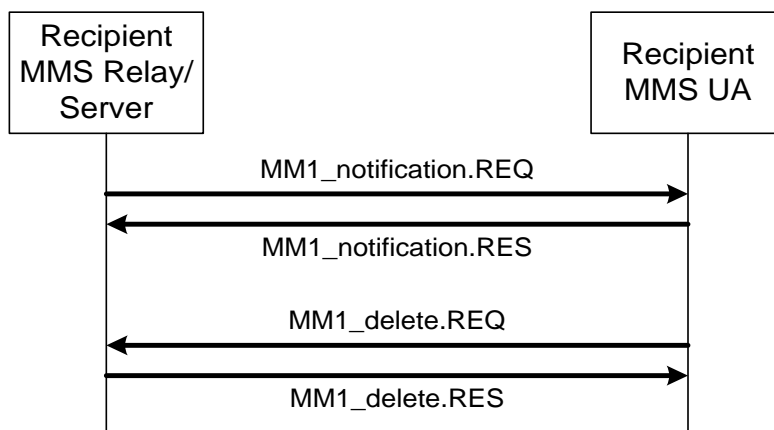 Recipient
MMS Relay/
Server
Recipient
MMS UA
MM1_notification.REQ
MM1_notification.RES
MM1_delete.REQ
MM1_delete.RES